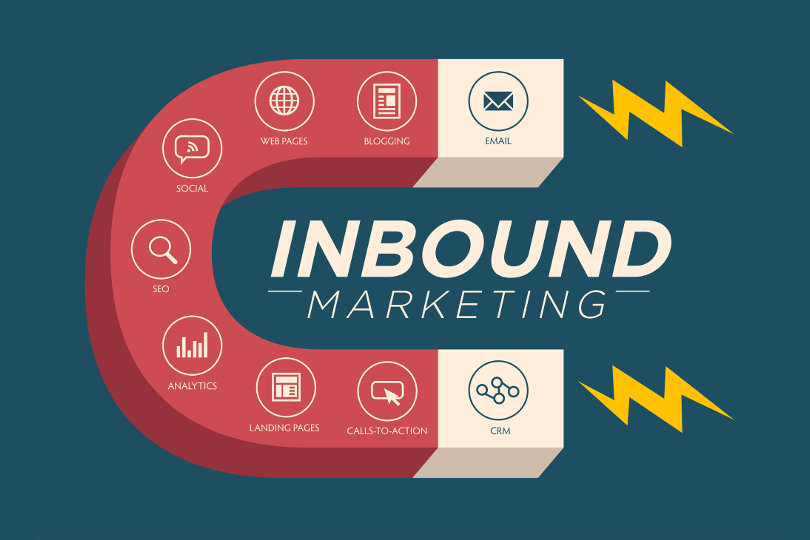 WEB PAGES
BLOGGING
EMAIL
SOCIAL
SEO
INBOUND
MARKETING
ANALYTICS
LANDING PAGES
CALLS-TO-ACTION
CRM